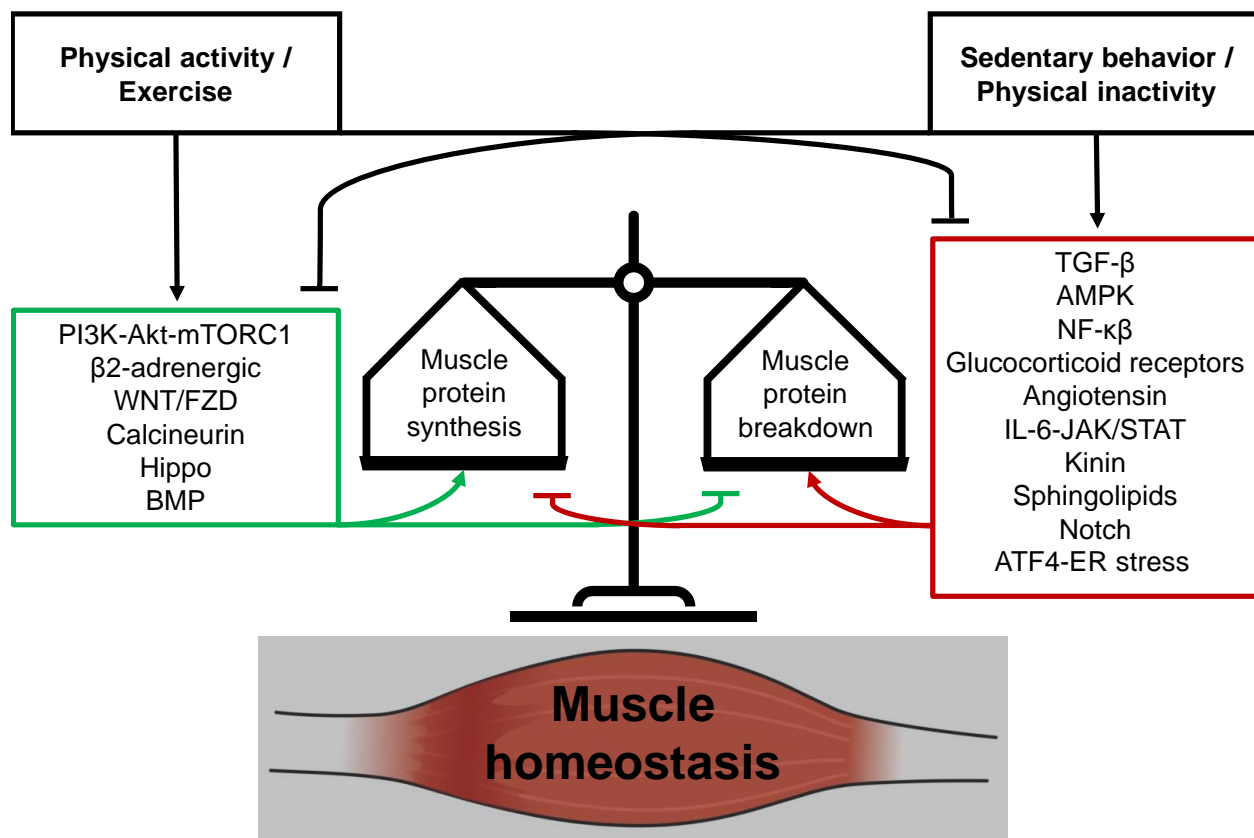 Physical activity /
Exercise
Sedentary behavior /
Physical inactivity
PI3K-Akt-mTORC1
β2-adrenergic
WNT/FZD
Calcineurin
Hippo
BMP
Muscle
protein
synthesis
Muscle
protein
breakdown
TGF-β
AMPK
NF-κβ
Glucocorticoid receptors
Angiotensin
IL-6-JAK/STAT
Kinin
Sphingolipids
Notch
ATF4-ER stress
Muscle
homeostasis